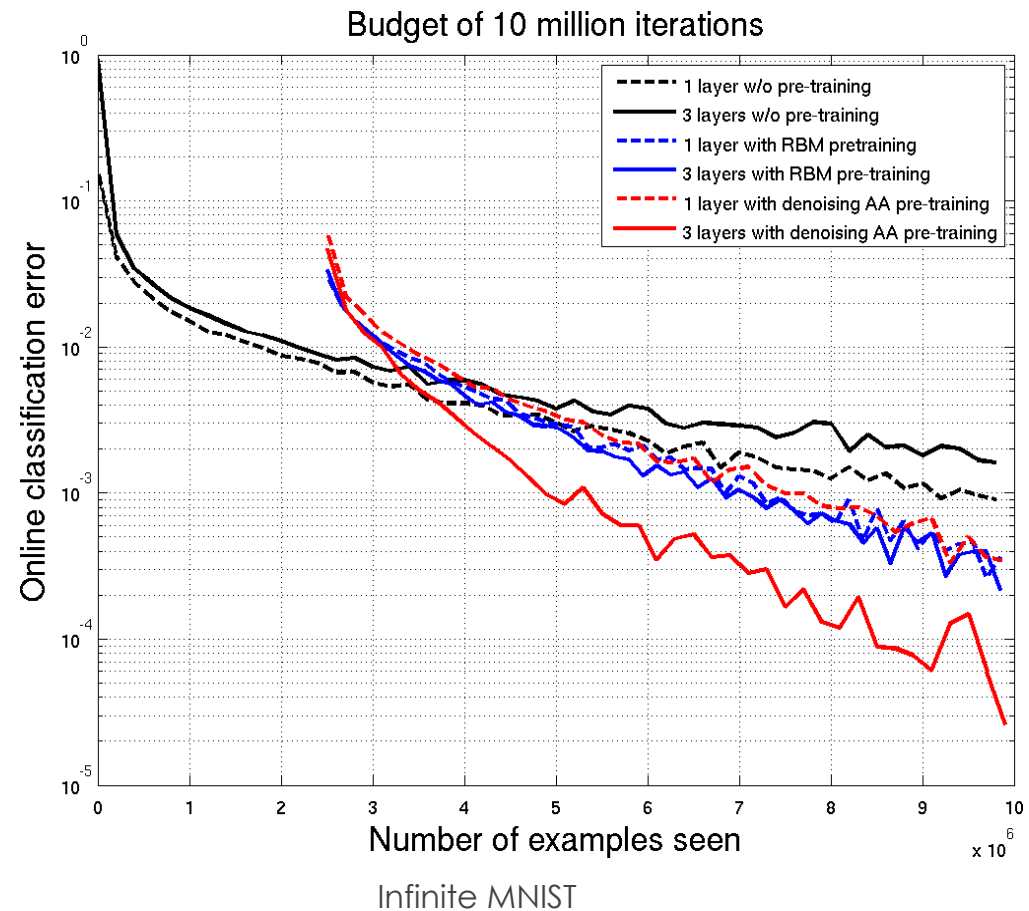 Budget of 10 million iterations
10^0
10^-1
10^-2
10^-3
10^-4
10^-5
Online classification error
1 layer w/o pre-training
3 layers w/o pre-training
1 layer with RBM pretraining
3 layers with RBM pre-training
1 layer with denoising AA pre-training
3 layers with denoising AA pre-training
0 1 2 3 4 5 6 7 8 9 10
x 10^6
Number of examples seen
Infinite MNIST